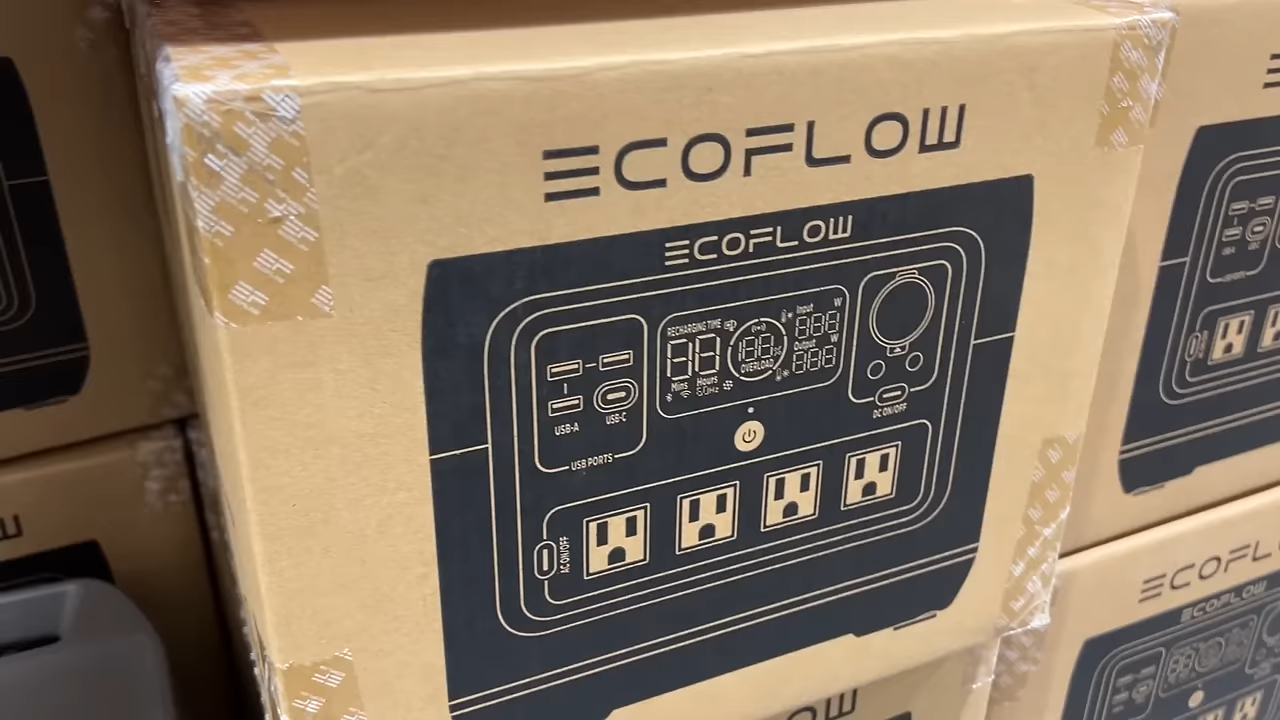 ECOFLOW
ECOFLOW
RECHARGING TIME
Input W
188
888
Output W
188%
888
OVERLOAD
Mins Hours
60Hz
USB-A
USB-C
USB PORTS
DC ON/OFF
AC ON/OFF
ECOFLOW